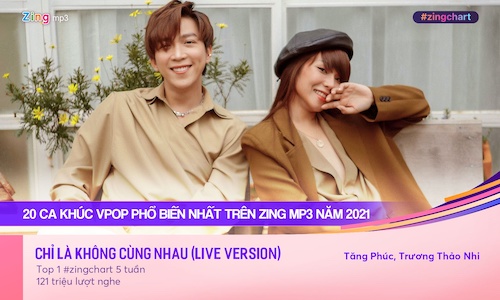 Zing mp3
#zingchart
20 CA KHÚC VPOP PHỔ BIẾN NHẤT TRÊN ZING MP3 NĂM 2021
CHỈ LÀ KHÔNG CÙNG NHAU (LIVE VERSION)
Tăng Phúc, Trương Thảo Nhi
Top 1 #zingchart 5 tuần
121 triệu lượt nghe